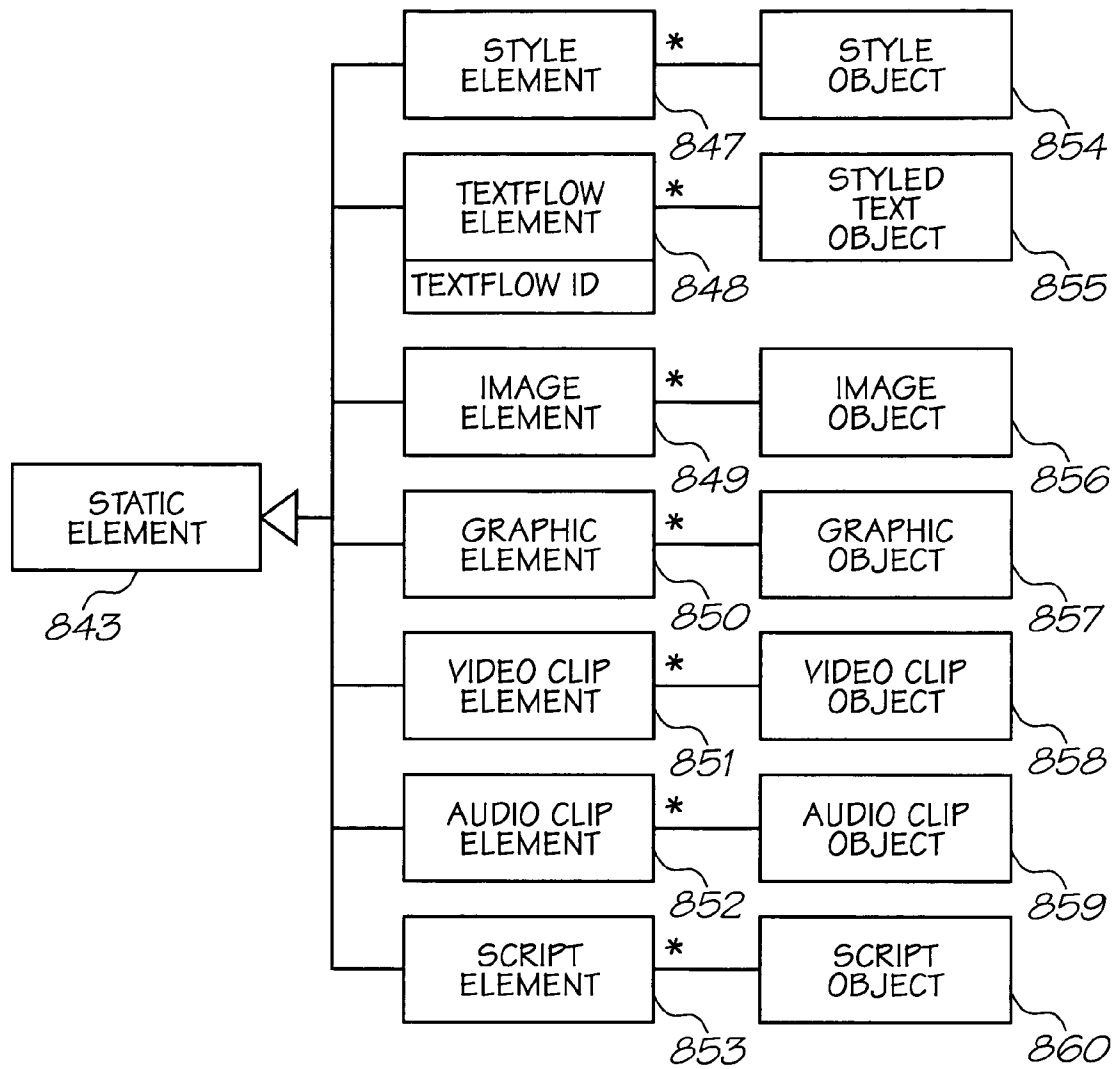 STYLE
ELEMENT
*
STYLE
OBJECT
847
854
TEXTFLOW
ELEMENT
*
STYLED
TEXT
OBJECT
TEXTFLOW ID
848
855
IMAGE
ELEMENT
*
IMAGE
OBJECT
849
856
STATIC
ELEMENT
843
GRAPHIC
ELEMENT
*
GRAPHIC
OBJECT
850
857
VIDEO CLIP
ELEMENT
*
VIDEO CLIP
OBJECT
851
858
AUDIO CLIP
ELEMENT
*
AUDIO CLIP
OBJECT
852
859
SCRIPT
ELEMENT
*
SCRIPT
OBJECT
853
860